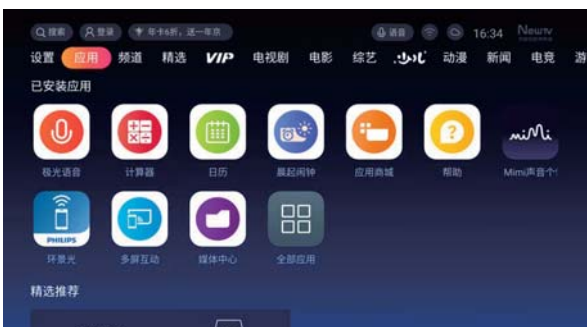 搜索 登录 年卡6折，送一年京 语音 16:34 Newtv
设置 应用 频道 精选 VIP 电视剧 电影 综艺 少儿 动漫 新闻 电竞 游
已安装应用
极光语音 计算器 日历 晨起闹钟 应用商城 帮助 Mimi声音个
PHILIPS
环景光 多屏互动 媒体中心 全部应用
精选推荐